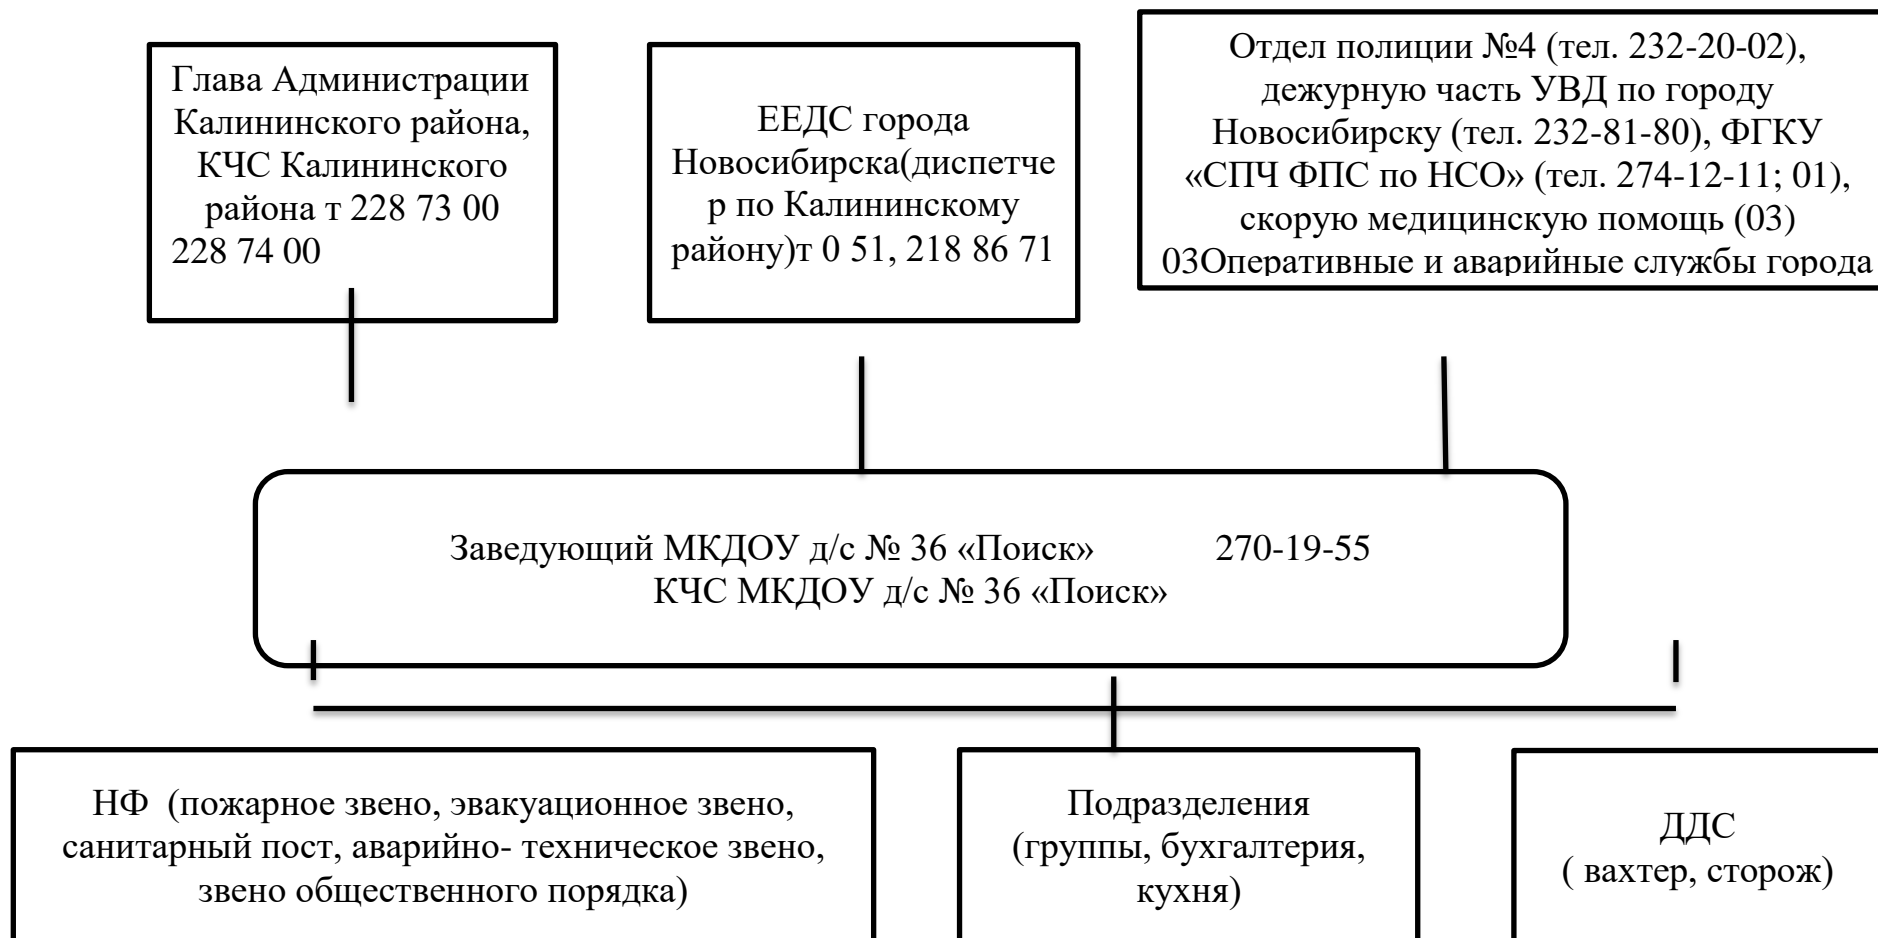 Глава Администрации
Калининского района,
КЧС Калининского
района т 228 73 00
228 74 00
ЕЕДС города
Новосибирска(диспетче
р по Калининскому
району)т 0 51, 218 86 71
Отдел полиции №4 (тел. 232-20-02),
дежурную часть УВД по городу
Новосибирску (тел. 232-81-80), ФГКУ
«СПЧ ФПС по НСО» (тел. 274-12-11; 01),
скорую медицинскую помощь (03)
03Оперативные и аварийные службы города
Заведующий МКДОУ д/с № 36 «Поиск» 270-19-55
КЧС МКДОУ д/с № 36 «Поиск»
НФ (пожарное звено, эвакуационное звено,
санитарный пост, аварийно- техническое звено,
звено общественного порядка)
Подразделения
(группы, бухгалтерия,
кухня)
ДДС
( вахтер, сторож)